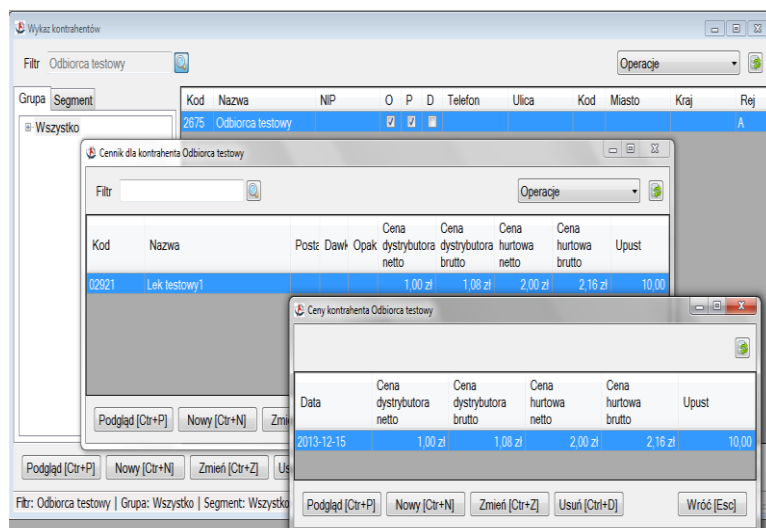 Wykaz kontrahentów
Filtr Odbiorca testowy Operacje
Grupa Segment
Wszystko
Kod Nazwa NIP O P D Telefon Ulica Kod Miasto Kraj Rej
2675 Odbiorca testowy A
Cennik dla kontrahenta Odbiorca testowy
Filtr Operacje
Kod Nazwa Postć Dawk Opak Cena dystrybutora netto Cena dystrybutora brutto Cena hurtowa netto Cena hurtowa brutto Upust
02921 Lek testowy1 1,00 zł 1,08 zł 2,00 zł 2,16 zł 10,00
Podgląd [Ctr+P] Nowy [Ctr+N]
Ceny kontrahenta Odbiorca testowy
Data Cena dystrybutora netto Cena dystrybutora brutto Cena hurtowa netto Cena hurtowa brutto Upust
2013-12-15 1,00 zł 1,08 zł 2,00 zł 2,16 zł 10,00
Podgląd [Ctr+P] Nowy [Ctr+N] Zmień [Ctr+Z] Usuń [Ctrl+D] Wróć [Esc]
Podgląd [Ctr+P] Nowy [Ctr+N] Zmień [Ctr+Z]
Filtr: Odbiorca testowy | Grupa: Wszystko | Segment: Wszystko